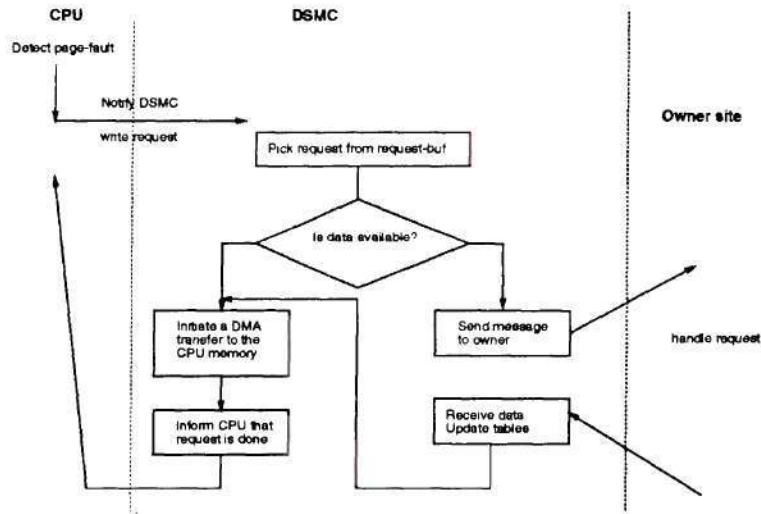 CPU
DSMC
Detect page-fault
Notify DSMC
write request
Owner site
Pick request from request-buf
Is data available?
Initiate a DMA
transfer to the
CPU memory
Send message
to owner
handle request
Inform CPU that
request is done
Receive data
Update tables